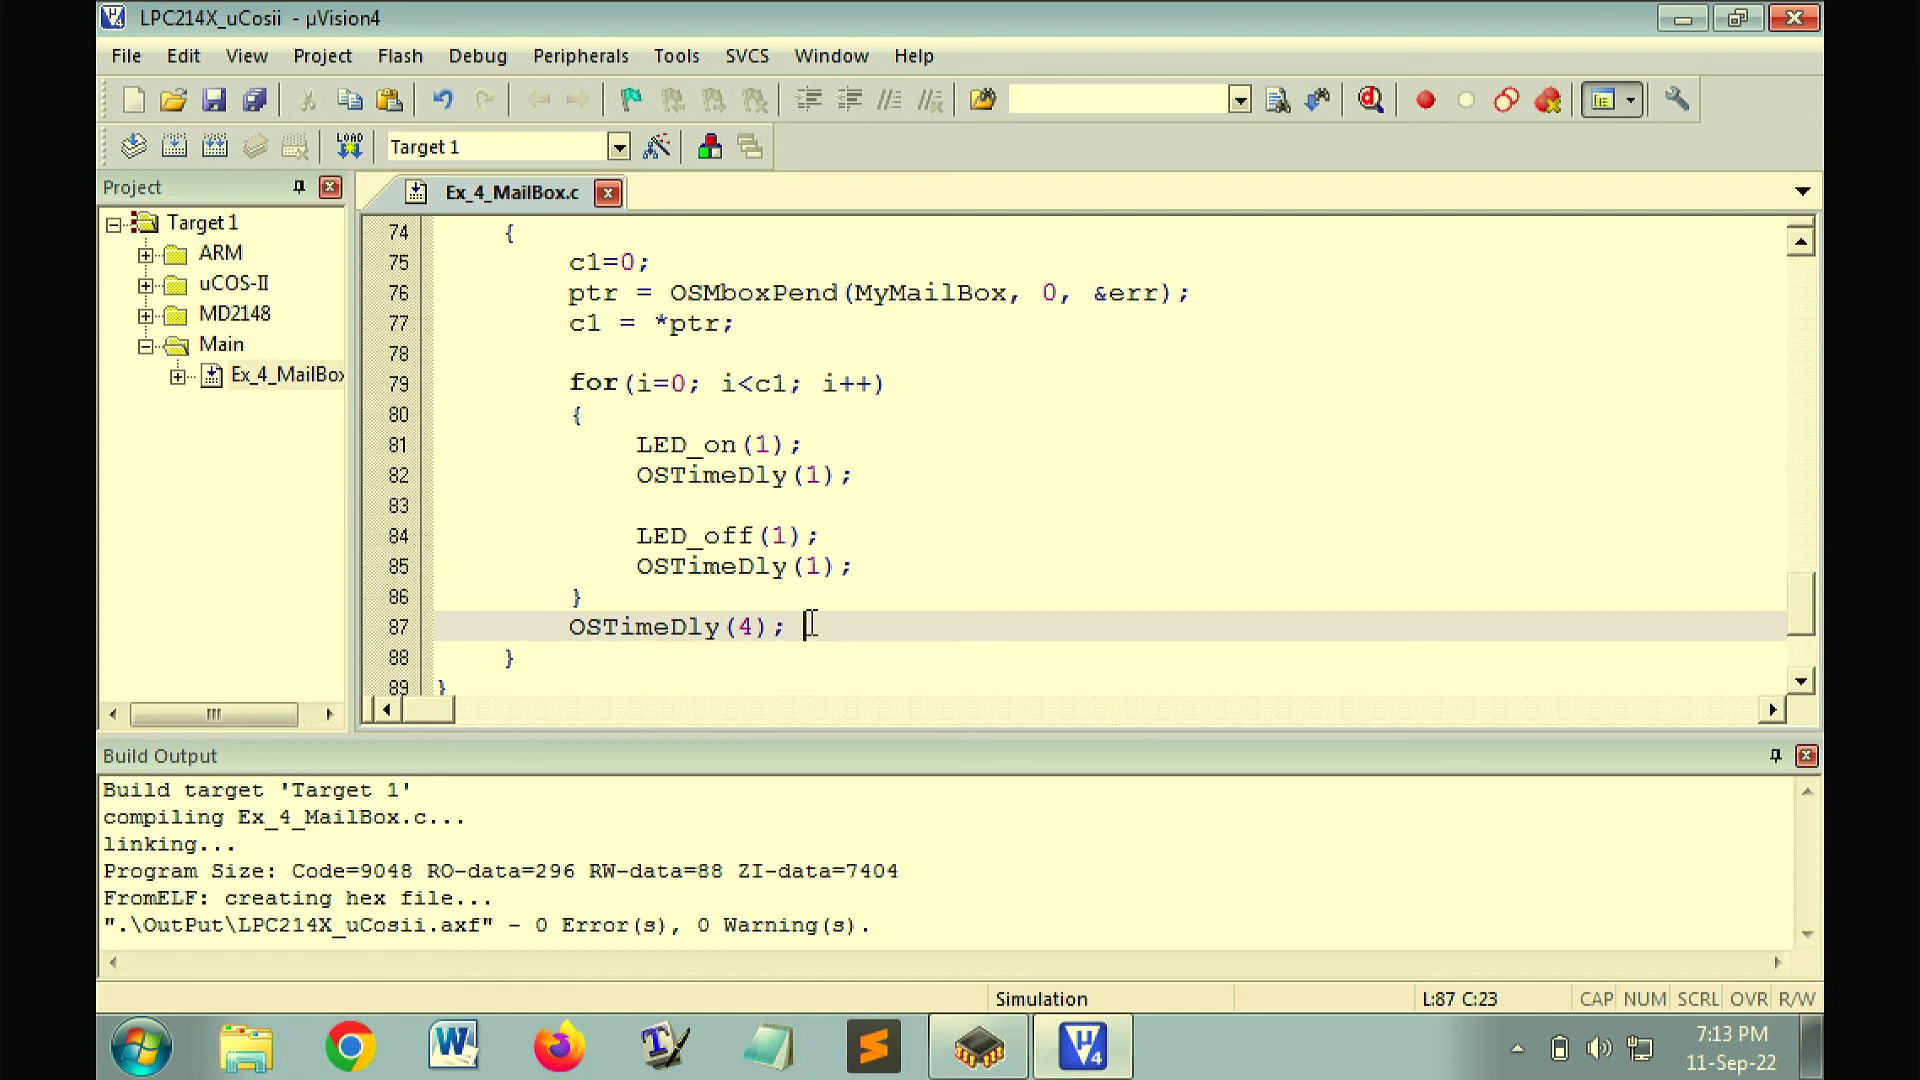 LPC214X_uCosii - µVision4
File Edit View Project Flash Debug Peripherals Tools SVCS Window Help
LOAD
Target 1
Project
Ex_4_MailBox.c
Target 1
ARM
uCOS-II
MD2148
Main
Ex_4_MailBox
74 {
75 c1=0;
76 ptr = OSMboxPend(MyMailBox, 0, &err);
77 c1 = *ptr;
78
79 for(i=0; i<c1; i++)
80 {
81 LED_on(1);
82 OSTimeDly(1);
83
84 LED_off(1);
85 OSTimeDly(1);
86 }
87 OSTimeDly(4);
88 }
89 }
Build Output
Build target 'Target 1'
compiling Ex_4_MailBox.c...
linking...
Program Size: Code=9048 RO-data=296 RW-data=88 ZI-data=7404
FromELF: creating hex file...
".\OutPut\LPC214X_uCosii.axf" - 0 Error(s), 0 Warning(s).
Simulation L:87 C:23 CAP NUM SCRL OVR R/W
7:13 PM
11-Sep-22